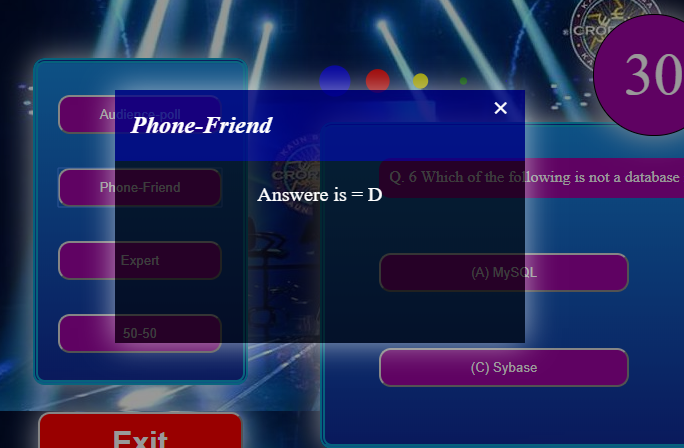 30
Audience-poll
Phone-Friend
Phone-Friend
Answere is = D
Q. 6 Which of the following is not a database
Expert
(A) MySQL
50-50
(C) Sybase
Exit